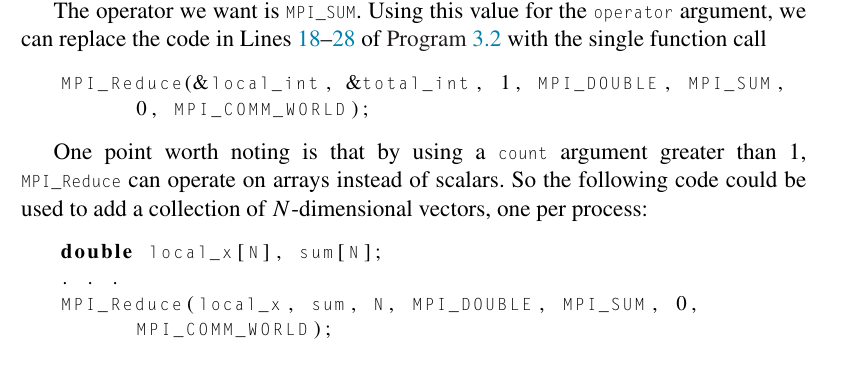 The operator we want is MPI_SUM. Using this value for the operator argument, we
can replace the code in Lines 18–28 of Program 3.2 with the single function call
MPI_Reduce(&local_int, &total_int, 1, MPI_DOUBLE, MPI_SUM,
0, MPI_COMM_WORLD);
One point worth noting is that by using a count argument greater than 1,
MPI_Reduce can operate on arrays instead of scalars. So the following code could be
used to add a collection of N-dimensional vectors, one per process:
double local_x[N], sum[N];
. . .
MPI_Reduce(local_x, sum, N, MPI_DOUBLE, MPI_SUM, 0,
MPI_COMM_WORLD);